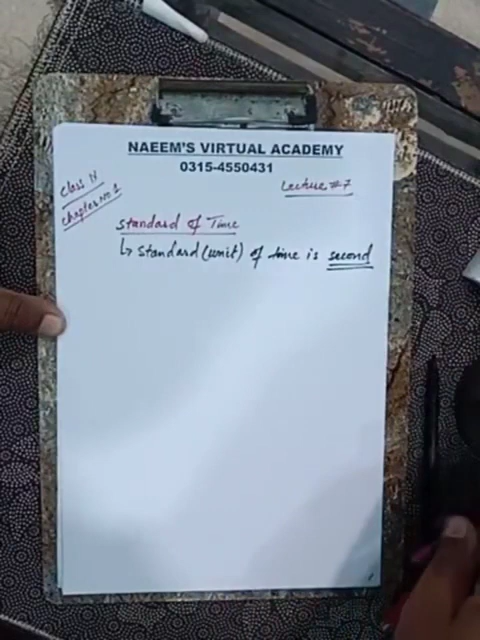 NAEEM'S VIRTUAL ACADEMY
0315-4550431
Class IX
Chapter No 1
Lecture # 7
Standard of Time
↳ Standard (unit) of time is second